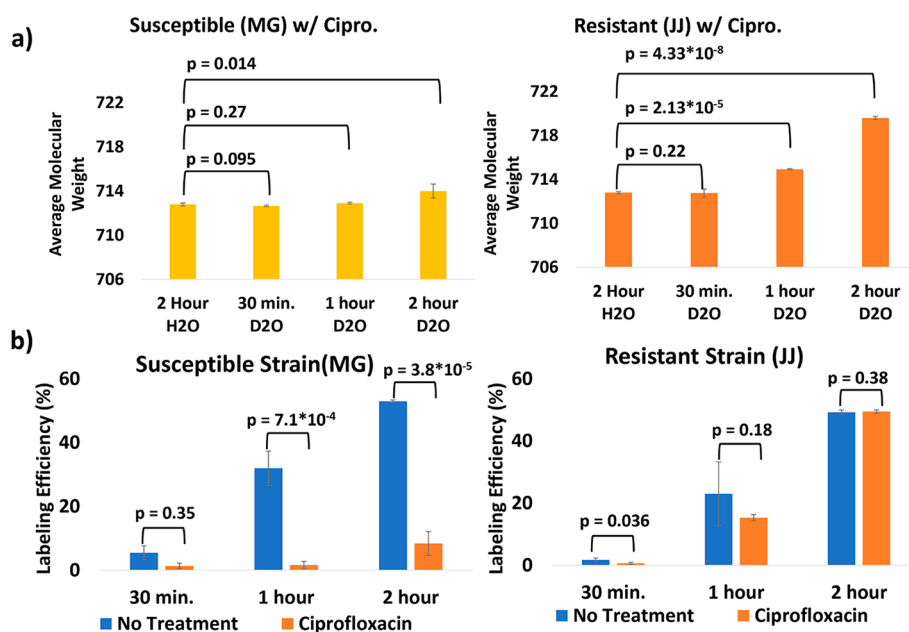 a)
Susceptible (MG) w/ Cipro.
p = 0.014
p = 0.27
p = 0.095
Average Molecular
Weight
722
718
714
710
706
2 Hour 30 min. 1 hour 2 hour
H2O D2O D2O D2O
Resistant (JJ) w/ Cipro.
p = 4.33*10-8
p = 2.13*10-5
p = 0.22
Average Molecular
Weight
722
718
714
710
706
2 Hour 30 min. 1 hour 2 hour
H2O D2O D2O D2O
b)
Susceptible Strain(MG)
p = 3.8*10-5
p = 7.1*10-4
p = 0.35
Labeling Efficiency (%)
60
40
20
0
30 min. 1 hour 2 hour
No Treatment Ciprofloxacin
Resistant Strain (JJ)
p = 0.38
p = 0.18
p = 0.036
Labeling Efficiency (%)
60
40
20
0
30 min. 1 hour 2 hour
No Treatment Ciprofloxacin